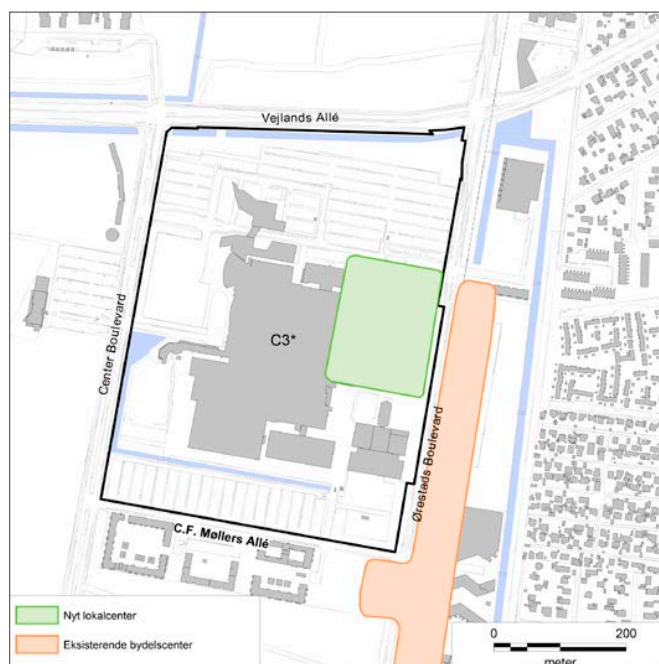 Vejlands Allé
Center Boulevard
C3*
Ørestads Boulevard
C.F. Møllers Allé
Nyt lokalcenter
Eksisterende bydelscenter
0 200
meter